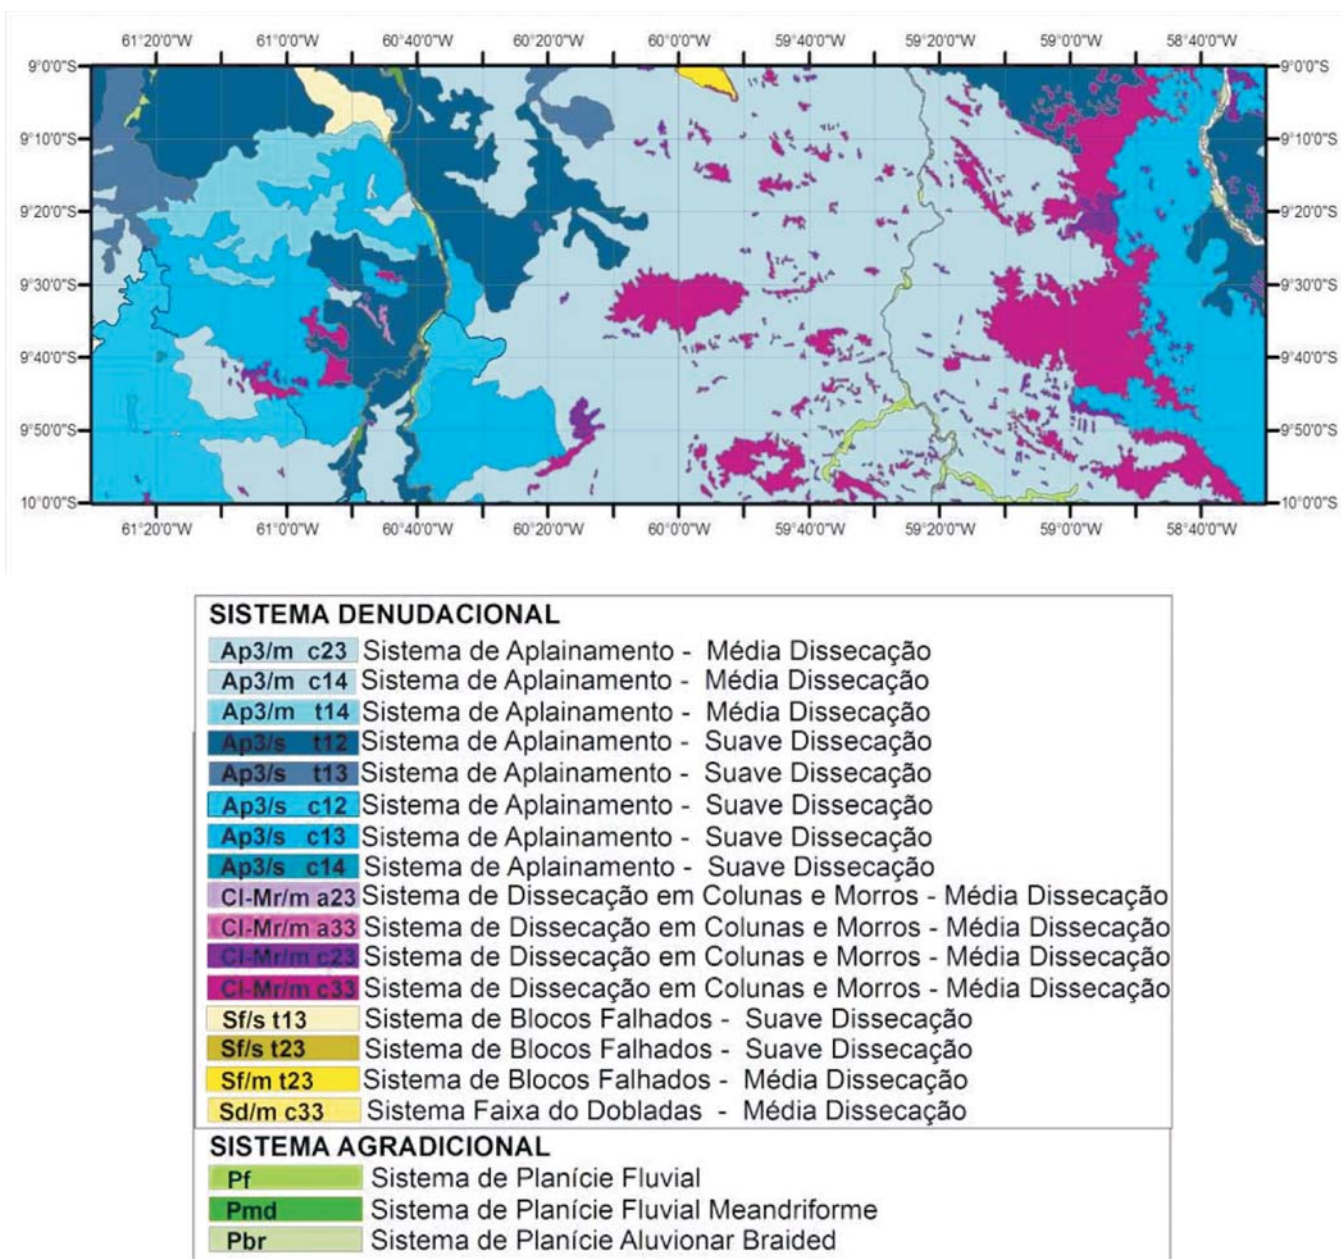 61°20'0"W 61°0'0"W 60°40'0"W 60°20'0"W 60°0'0"W 59°40'0"W 59°20'0"W 59°0'0"W 58°40'0"W
9°0'0"S 9°0'0"S
9°10'0"S 9°10'0"S
9°20'0"S 9°20'0"S
9°30'0"S 9°30'0"S
9°40'0"S 9°40'0"S
9°50'0"S 9°50'0"S
10°0'0"S 10°0'0"S
61°20'0"W 61°0'0"W 60°40'0"W 60°20'0"W 60°0'0"W 59°40'0"W 59°20'0"W 59°0'0"W 58°40'0"W
SISTEMA DENUDACIONAL
Ap3/m c23 Sistema de Aplainamento - Média Dissecação
Ap3/m c14 Sistema de Aplainamento - Média Dissecação
Ap3/m t14 Sistema de Aplainamento - Média Dissecação
Ap3/s t12 Sistema de Aplainamento - Suave Dissecação
Ap3/s t13 Sistema de Aplainamento - Suave Dissecação
Ap3/s c12 Sistema de Aplainamento - Suave Dissecação
Ap3/s c13 Sistema de Aplainamento - Suave Dissecação
Ap3/s c14 Sistema de Aplainamento - Suave Dissecação
Cl-Mr/m a23 Sistema de Dissecação em Colunas e Morros - Média Dissecação
Cl-Mr/m a33 Sistema de Dissecação em Colunas e Morros - Média Dissecação
Cl-Mr/m c23 Sistema de Dissecação em Colunas e Morros - Média Dissecação
Cl-Mr/m c33 Sistema de Dissecação em Colunas e Morros - Média Dissecação
Sf/s t13 Sistema de Blocos Falhados - Suave Dissecação
Sf/s t23 Sistema de Blocos Falhados - Suave Dissecação
Sf/m t23 Sistema de Blocos Falhados - Média Dissecação
Sd/m c33 Sistema Faixa do Dobladas - Média Dissecação
SISTEMA AGRADICIONAL
Pf Sistema de Planície Fluvial
Pmd Sistema de Planície Fluvial Meandriforme
Pbr Sistema de Planície Aluvionar Braided